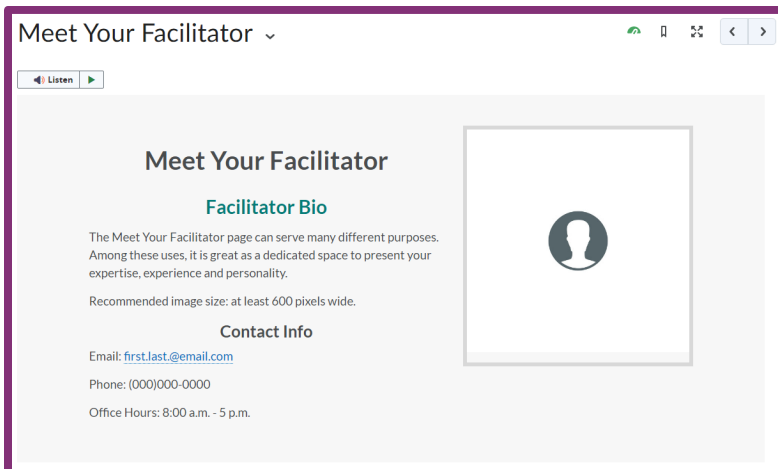 Meet Your Facilitator
Listen
Meet Your Facilitator
Facilitator Bio
The Meet Your Facilitator page can serve many different purposes.
Among these uses, it is great as a dedicated space to present your
expertise, experience and personality.
Recommended image size: at least 600 pixels wide.
Contact Info
Email: first.last.@email.com
Phone: (000)000-0000
Office Hours: 8:00 a.m. - 5 p.m.